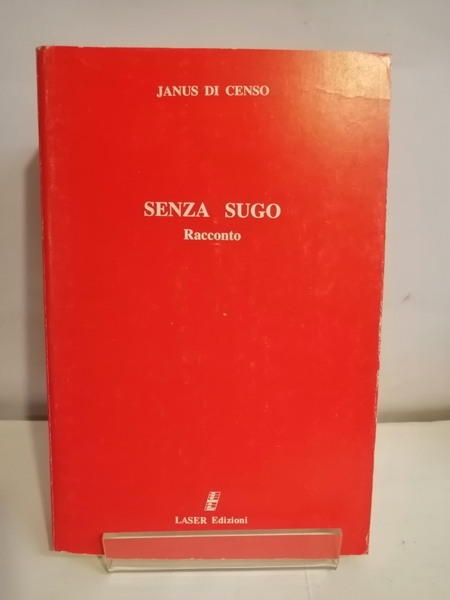 JANUS DI CENSO
SENZA SUGO
Racconto
LASER Edizioni